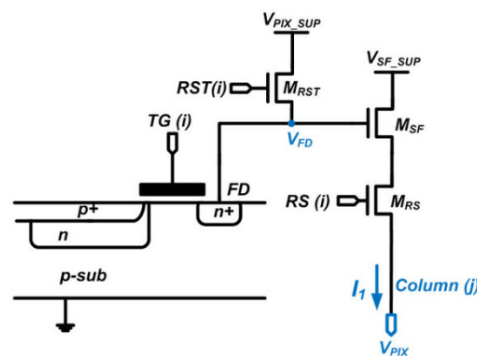 V_PIX_SUP
V_SF_SUP
RST(i)
M_RST
TG (i)
V_FD
M_SF
FD
p+
n+
n
RS (i)
M_RS
p-sub
I_1
Column (j)
V_PIX